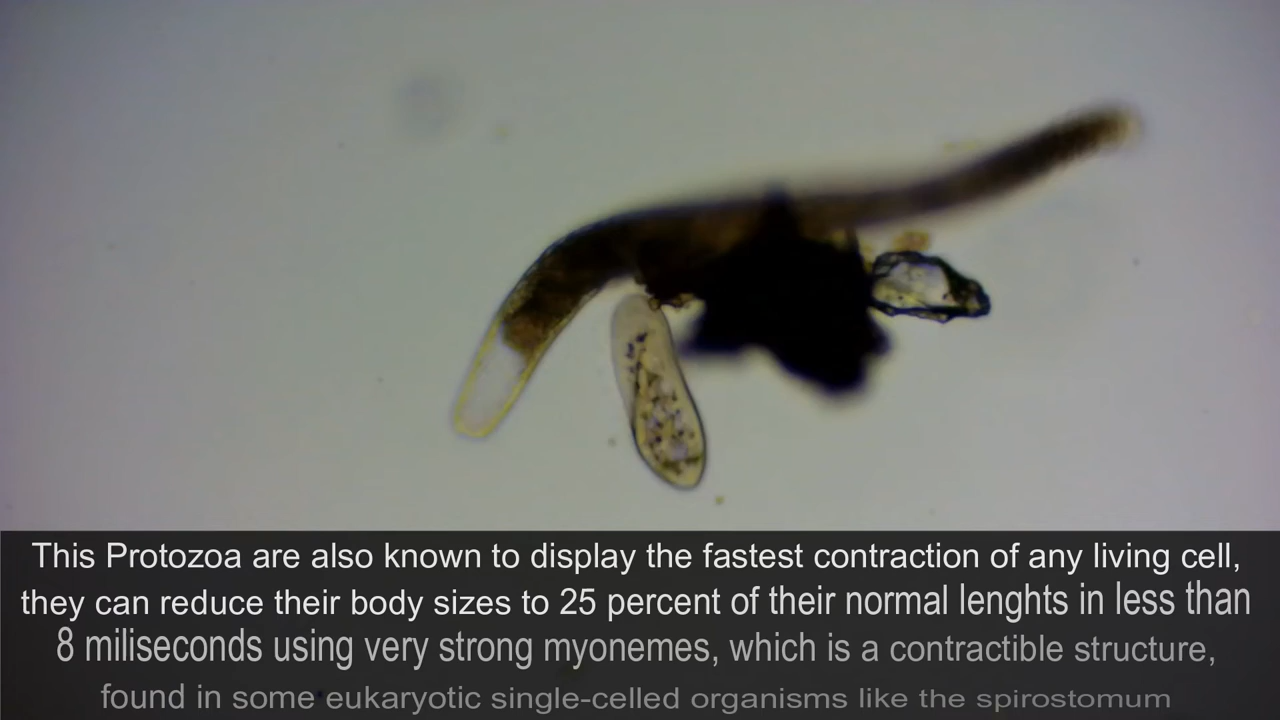 This Protozoa are also known to display the fastest contraction of any living cell,
they can reduce their body sizes to 25 percent of their normal lenghts in less than
8 miliseconds using very strong myonemes, which is a contractible structure,
found in some eukaryotic single-celled organisms like the spirostomum